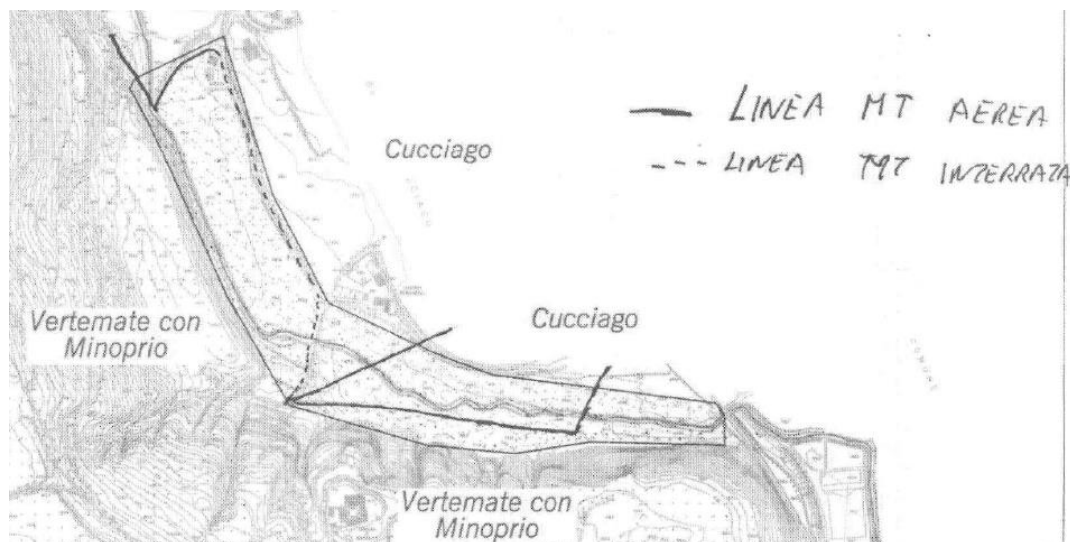 Cucciago
LINEA MT AEREA
LINEA MT INTERRATA
Vertemate con
Minoprio
Cucciago
Vertemate con
Minoprio